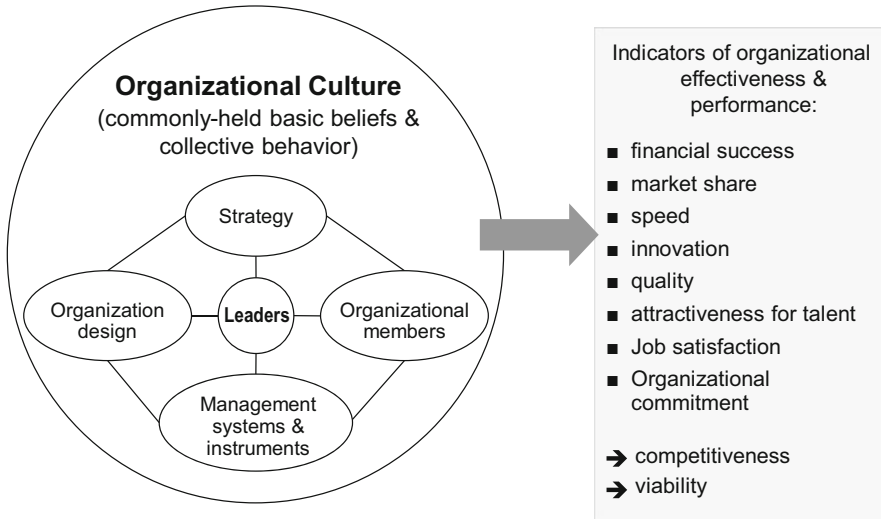 Organizational Culture
(commonly-held basic beliefs &
collective behavior)
Strategy
Organization
design
Leaders
Organizational
members
Management
systems &
instruments
Indicators of organizational
effectiveness &
performance:
■ financial success
■ market share
■ speed
■ innovation
■ quality
■ attractiveness for talent
■ Job satisfaction
■ Organizational
commitment
➔ competitiveness
➔ viability